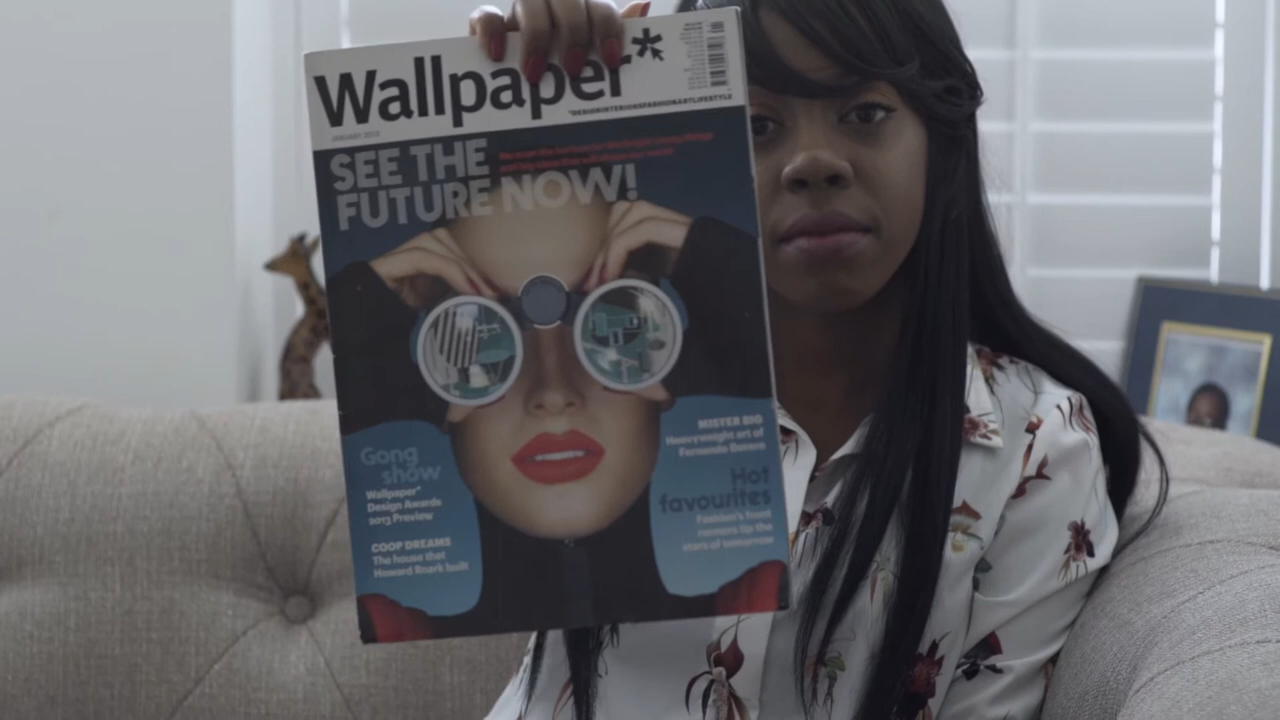 Wallpaper*
*DESIGNINTERIORSFASHIONARTLIFESTYLE
JANUARY 2013
SEE THE
FUTURE NOW!
MISTER BIG
Heavyweight art of
Fernando Botero
Gong
show
Wallpaper*
Design Awards
2013 Preview
Hot
favourites
Fashion's front
runners tip the
stars of tomorrow
COOP DREAMS
The house that
Howard Roark built